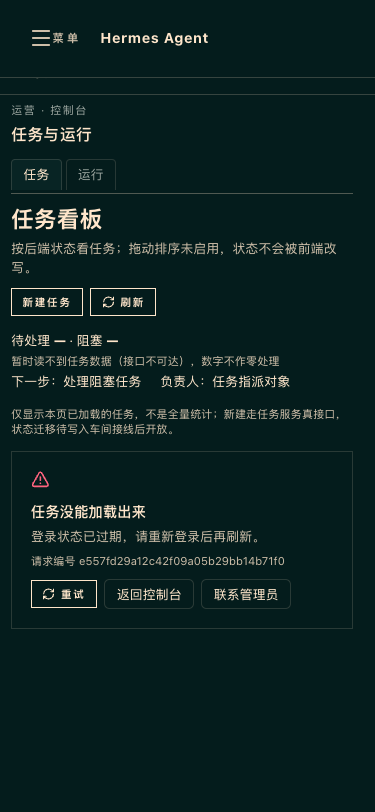 菜单 Hermes Agent
运营 · 控制台
任务与运行
任务 运行
任务看板
按后端状态看任务；拖动排序未启用，状态不会被前端改
写。
新建任务 刷新
待处理 — · 阻塞 —
暂时读不到任务数据（接口不可达），数字不作零处理
下一步：处理阻塞任务 负责人：任务指派对象
仅显示本页已加载的任务，不是全量统计；新建走任务服务真接口，
状态迁移待写入车间接线后开放。
任务没能加载出来
登录状态已过期，请重新登录后再刷新。
请求编号 e557fd29a12c42f09a05b29bb14b71f0
重试 返回控制台 联系管理员